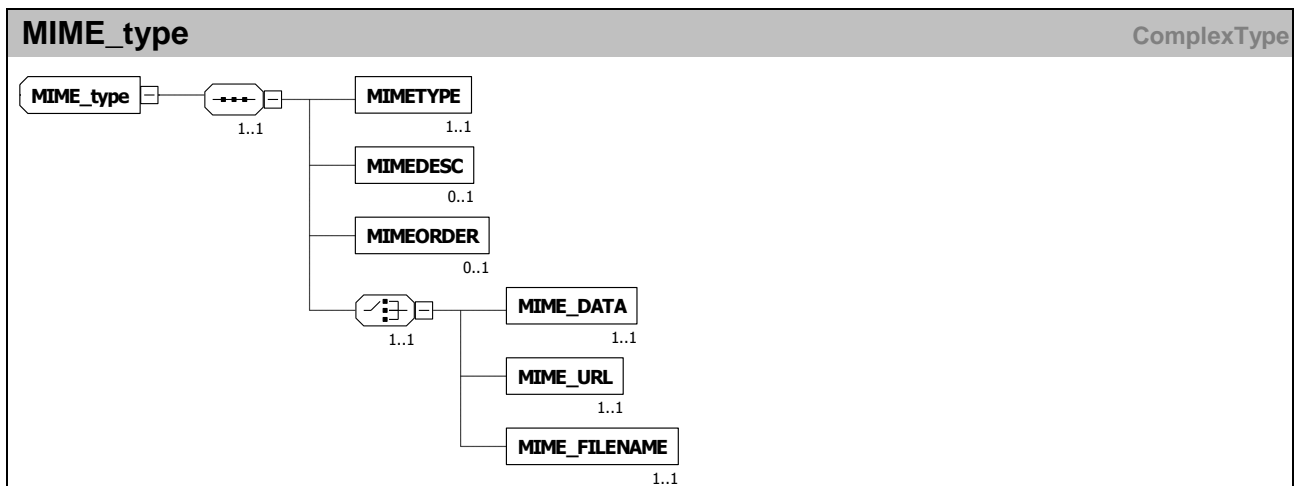 MIME_type ComplexType
MIME_type
1..1
MIMETYPE
1..1
MIMEDESC
0..1
MIMEORDER
0..1
1..1
MIME_DATA
1..1
MIME_URL
1..1
MIME_FILENAME
1..1